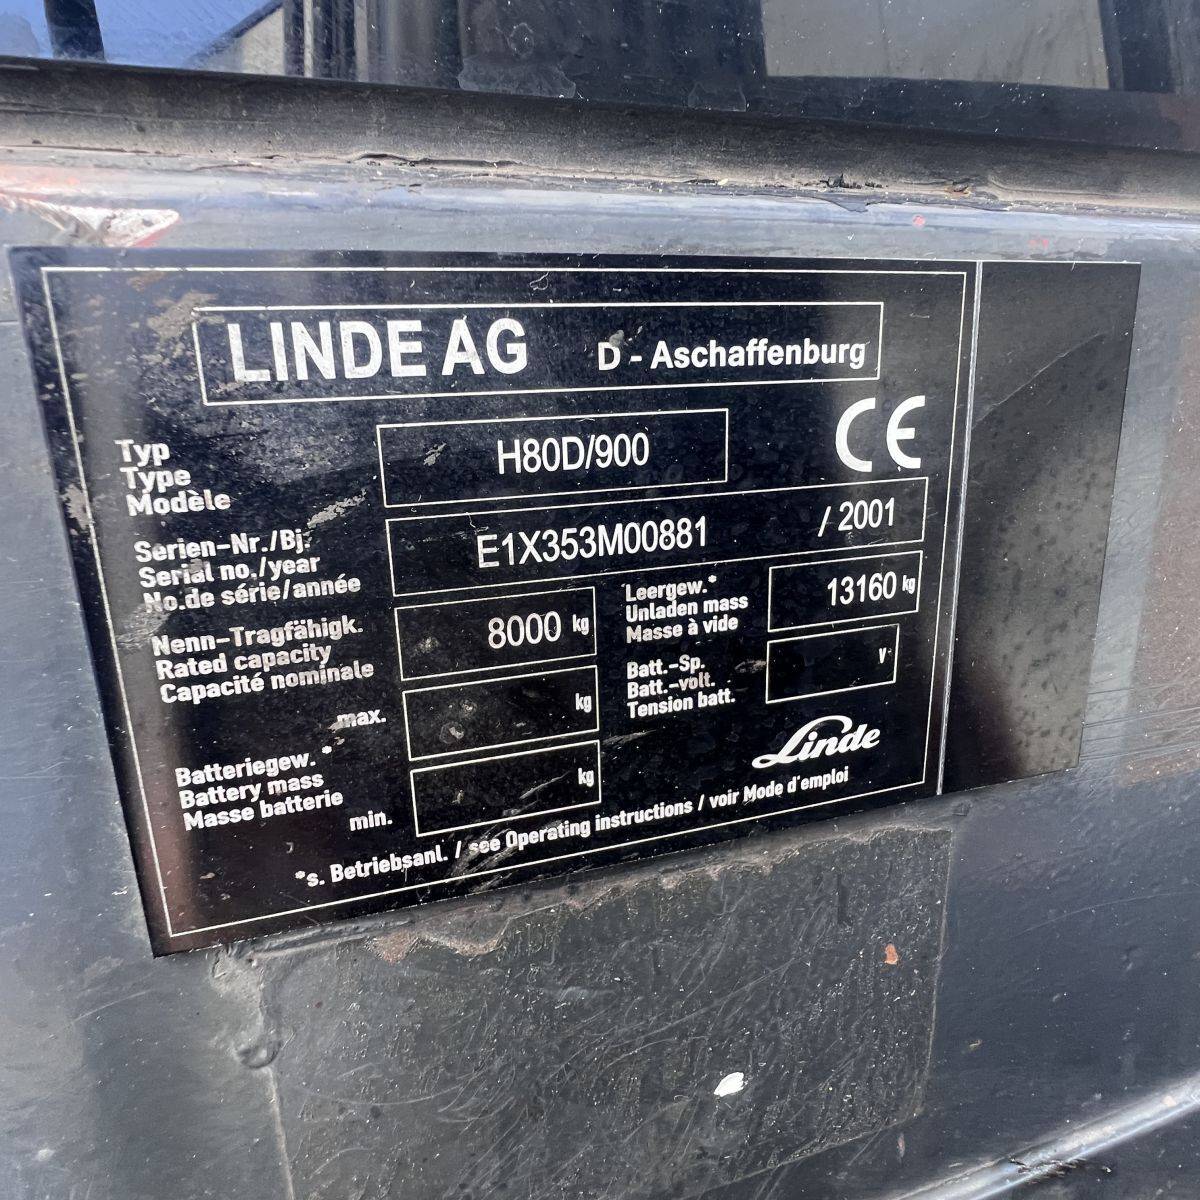 LINDE AG D - Aschaffenburg
Typ
Type
Modèle
H80D/900
CE
Serien-Nr./Bj.
Serial no./year
No.de série/année
E1X353M00881 / 2001
Nenn-Tragfähigk.
Rated capacity
Capacité nominale
8000 kg
Leergew.*
Unladen mass
Masse à vide
13160 kg
max.
kg
Batt.-Sp.
Batt.-volt.
Tension batt.
V
Batteriegew.*
Battery mass
Masse batterie
min.
kg
Linde
*s. Betriebsanl. / see Operating instructions / voir Mode d'emploi